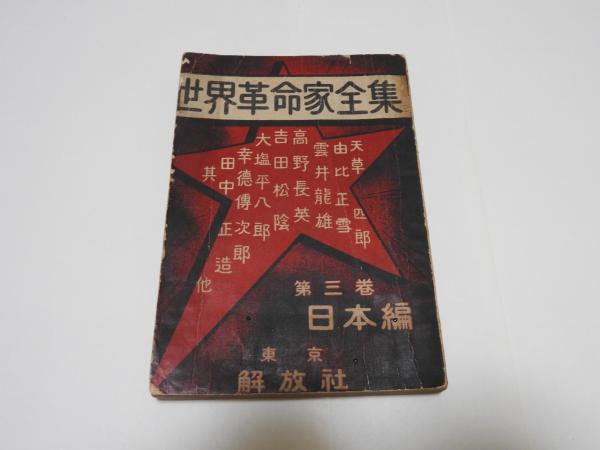 世界革命家全集
天草四郎
由比正雪
雲井龍雄
高野長英
吉田松陰
大塩平八郎
幸德傳次郎
田中正造
其他
第三巻
日本編
東京
解放社